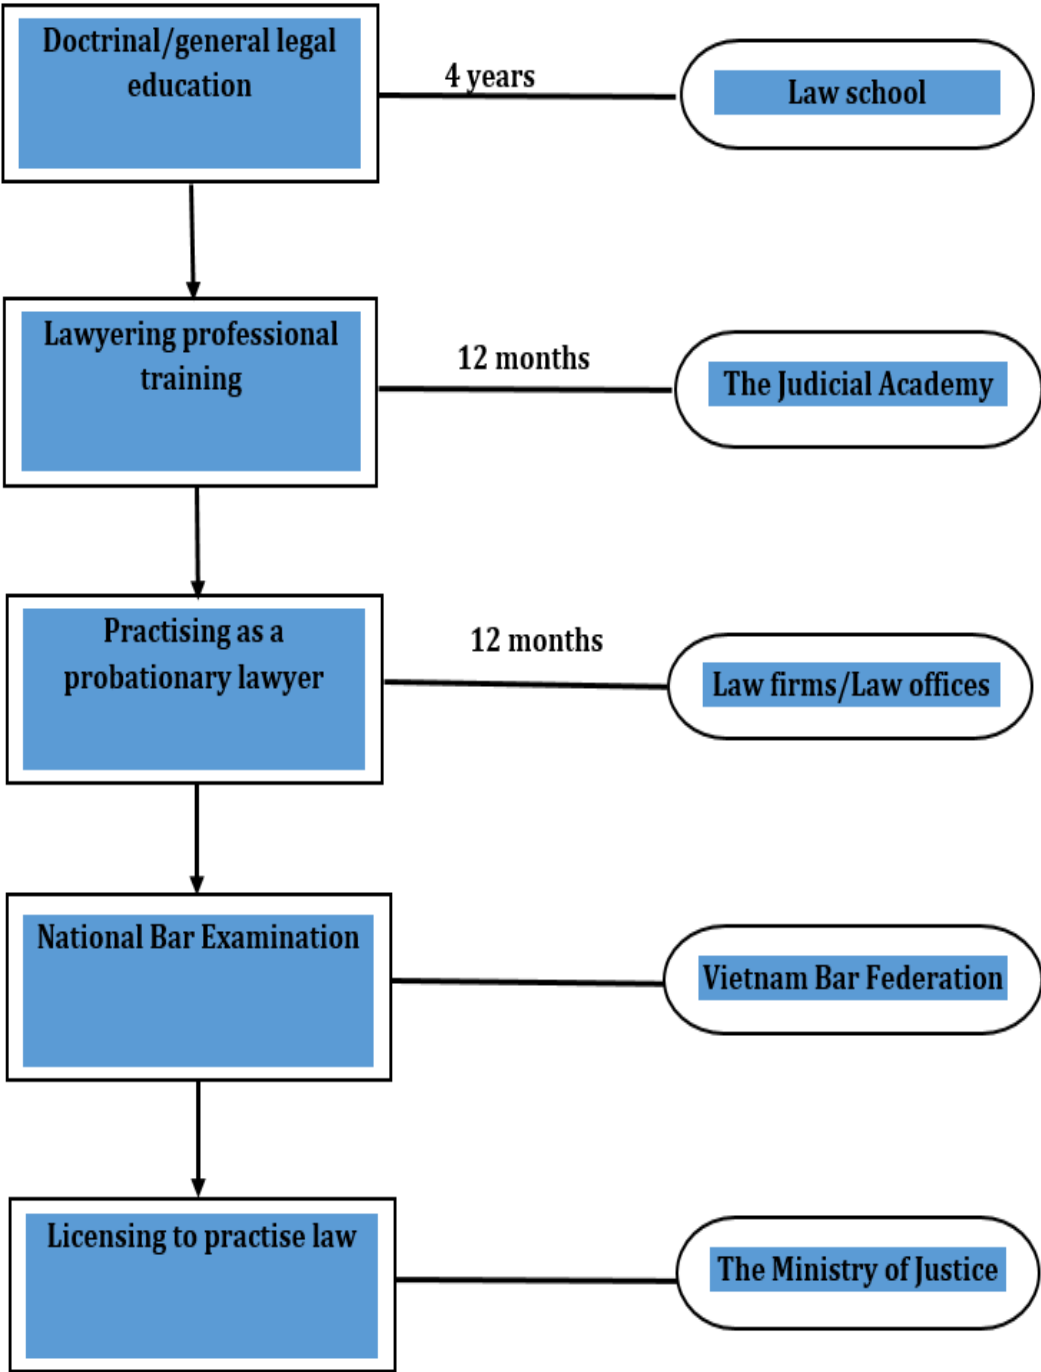 Doctrinal/general legal
education
4 years
Law school
Lawyering professional
training
12 months
The Judicial Academy
Practising as a
probationary lawyer
12 months
Law firms/Law offices
National Bar Examination
Vietnam Bar Federation
Licensing to practise law
The Ministry of Justice